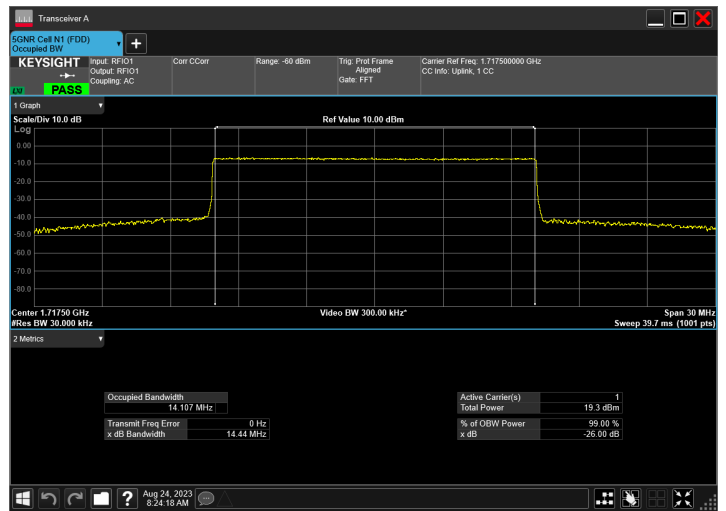 Transceiver A
5GNR Cell N1 (FDD)
Occupied BW
KEYSIGHT
LXI
PASS
Input: RFIO1
Output: RFIO1
Coupling: AC
Corr CCorr
Range: -60 dBm
Trig: Prot Frame
Aligned
Gate: FFT
Carrier Ref Freq: 1.717500000 GHz
CC Info: Uplink, 1 CC
1 Graph
Scale/Div 10.0 dB
Ref Value 10.00 dBm
Log
0.00
-10.0
-20.0
-30.0
-40.0
-50.0
-60.0
-70.0
-80.0
Center 1.71750 GHz
Video BW 300.00 kHz*
Span 30 MHz
#Res BW 30.000 kHz
Sweep 39.7 ms (1001 pts)
2 Metrics
Occupied Bandwidth
14.107 MHz
Transmit Freq Error 0 Hz
x dB Bandwidth 14.44 MHz
Active Carrier(s) 1
Total Power 19.3 dBm
% of OBW Power 99.00 %
x dB -26.00 dB
?
Aug 24, 2023
8:24:18 AM